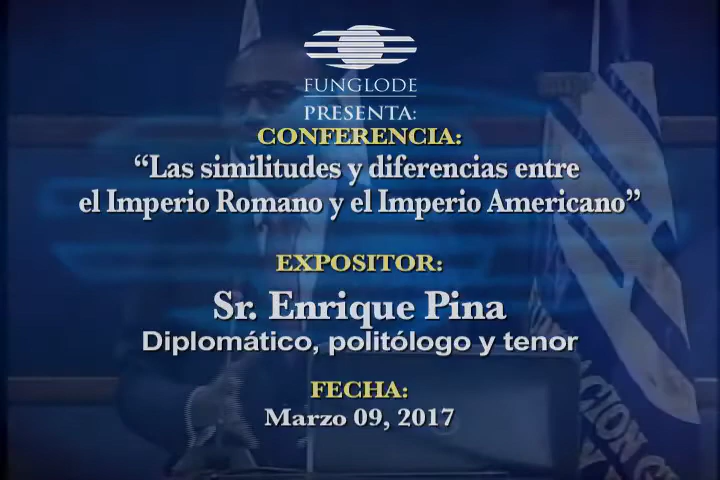 FUNGLODE
PRESENTA:
CONFERENCIA:
“Las similitudes y diferencias entre
el Imperio Romano y el Imperio Americano”
EXPOSITOR:
Sr. Enrique Pina
Diplomático, politólogo y tenor
FECHA:
Marzo 09, 2017